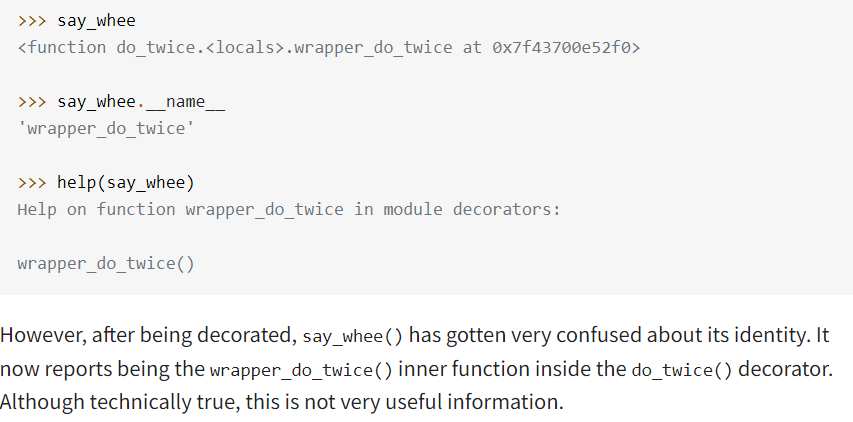 >>> say_whee
<function do_twice.<locals>.wrapper_do_twice at 0x7f43700e52f0>
>>> say_whee.__name__
'wrapper_do_twice'
>>> help(say_whee)
Help on function wrapper_do_twice in module decorators:
wrapper_do_twice()
However, after being decorated, say_whee() has gotten very confused about its identity. It
now reports being the wrapper_do_twice() inner function inside the do_twice() decorator.
Although technically true, this is not very useful information.